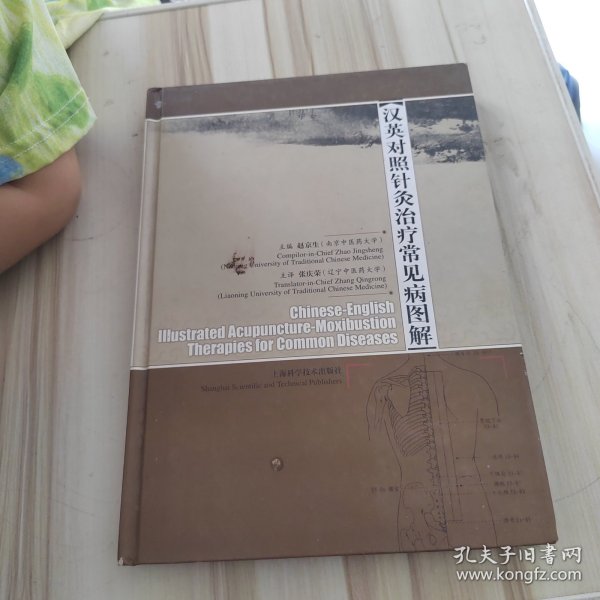 【汉英对照针灸治疗常见病图解】
主编 赵京生（南京中医药大学）
Compilor-in-Chief Zhao Jingsheng
University of Traditional Chinese Medicine)
主译 张庆荣（辽宁中医药大学）
Translator-in-Chief Zhang Qingrong
(Liaoning University of Traditional Chinese Medicine)
Chinese-English
Illustrated Acupuncture-Moxibustion
Therapies for Common Diseases
上海科学技术出版社
Shanghai Scientific and Technical Publishers
孔夫子旧书网
www.kongfz.com